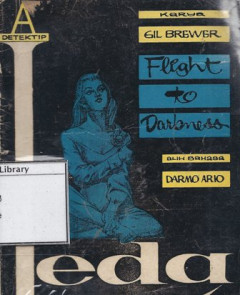 A
DETEKTIP
KARYA
GIL BREWER
Flight
to
Darkness
ALIH BAHASA
DARMO ARIO
Library
Leda